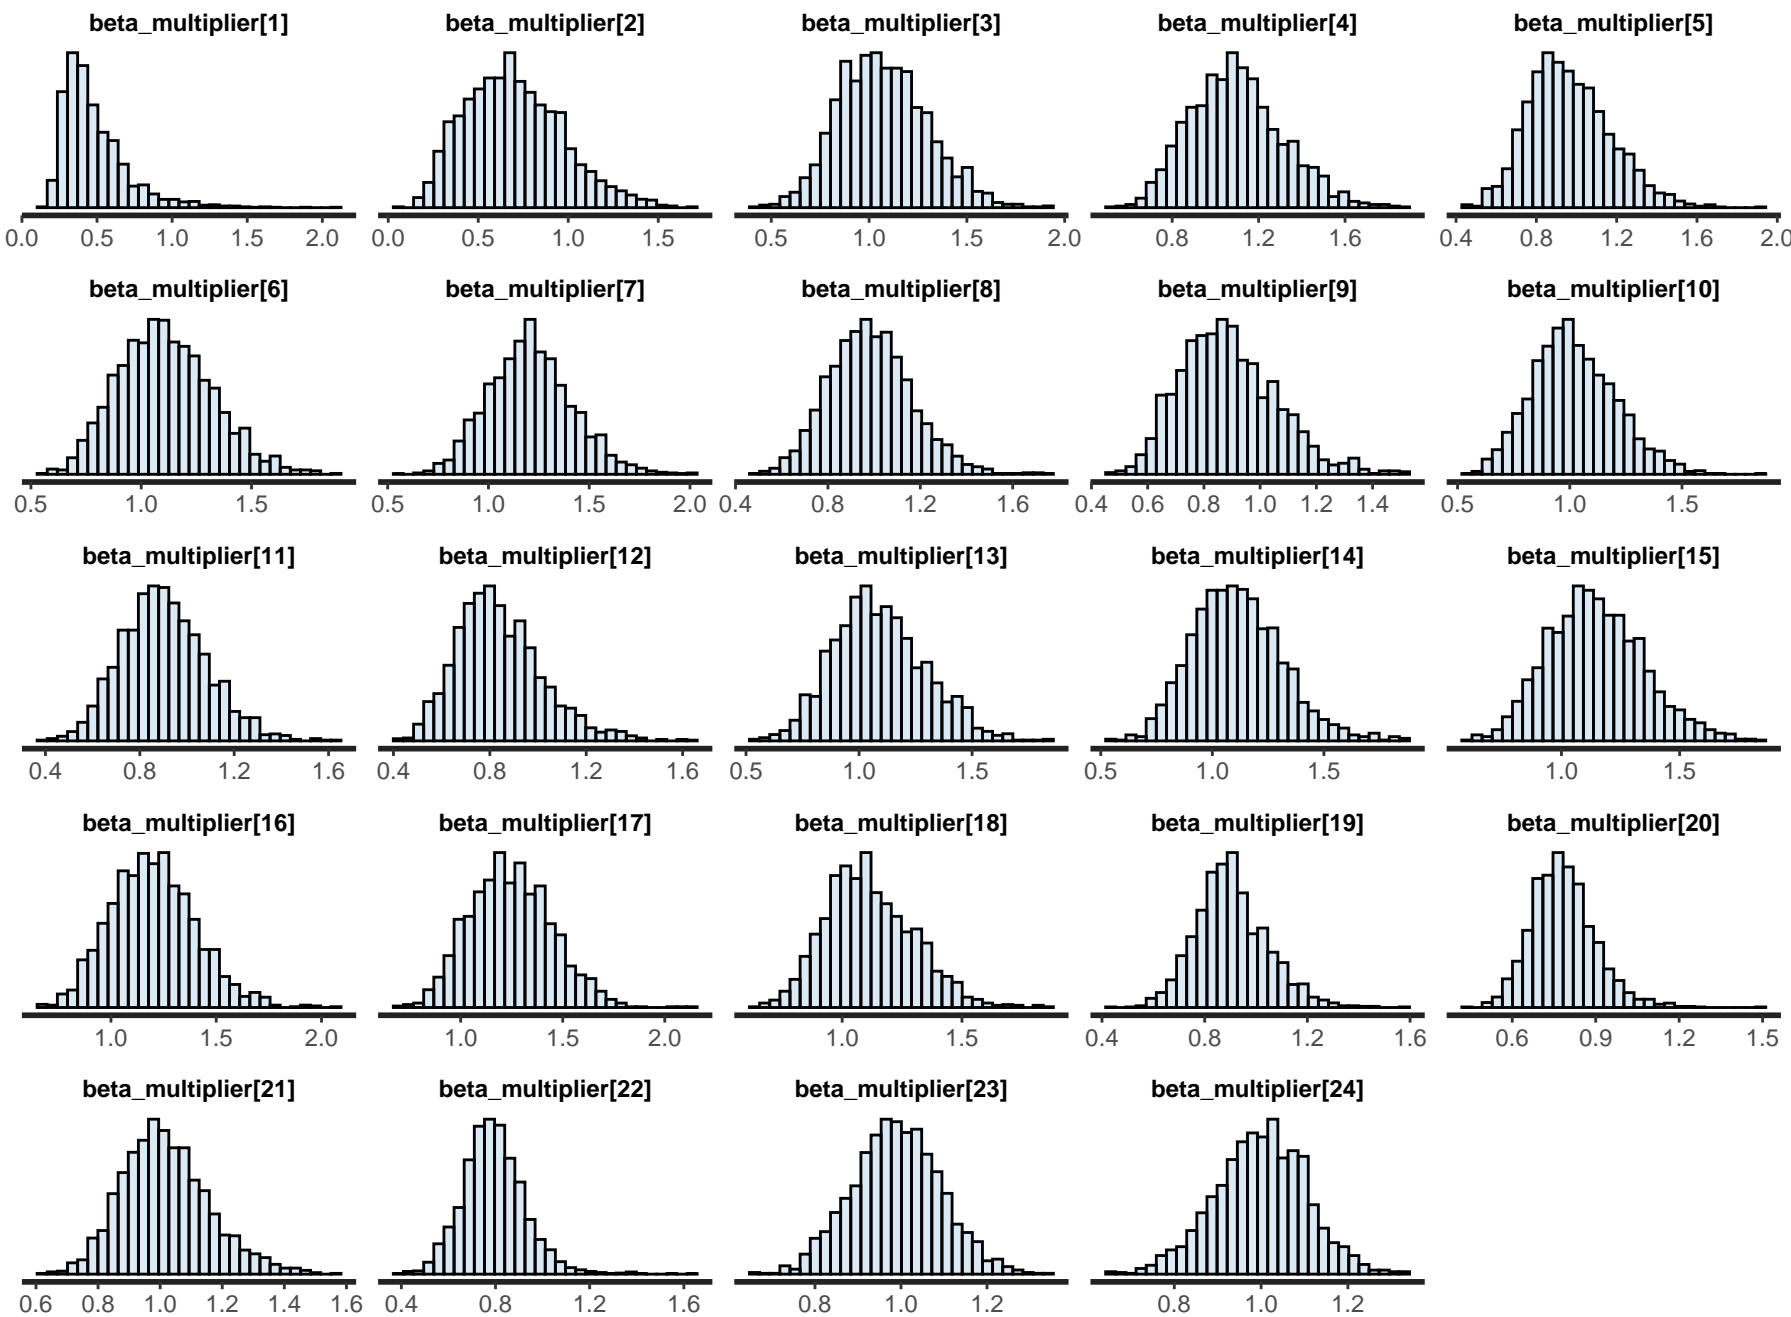 beta_multiplier[1] beta_multiplier[2] beta_multiplier[3] beta_multiplier[4] beta_multiplier[5]
0.0 0.5 1.0 1.5 2.0 0.0 0.5 1.0 1.5 0.5 1.0 1.5 2.0 0.8 1.2 1.6 0.4 0.8 1.2 1.6 2.0
beta_multiplier[6] beta_multiplier[7] beta_multiplier[8] beta_multiplier[9] beta_multiplier[10]
0.5 1.0 1.5 0.5 1.0 1.5 2.0 0.4 0.8 1.2 1.6 0.4 0.6 0.8 1.0 1.2 1.4 0.5 1.0 1.5
beta_multiplier[11] beta_multiplier[12] beta_multiplier[13] beta_multiplier[14] beta_multiplier[15]
0.4 0.8 1.2 1.6 0.4 0.8 1.2 1.6 0.5 1.0 1.5 0.5 1.0 1.5 1.0 1.5
beta_multiplier[16] beta_multiplier[17] beta_multiplier[18] beta_multiplier[19] beta_multiplier[20]
1.0 1.5 2.0 1.0 1.5 2.0 1.0 1.5 0.4 0.8 1.2 1.6 0.6 0.9 1.2 1.5
beta_multiplier[21] beta_multiplier[22] beta_multiplier[23] beta_multiplier[24]
0.6 0.8 1.0 1.2 1.4 1.6 0.4 0.8 1.2 1.6 0.8 1.0 1.2 0.8 1.0 1.2